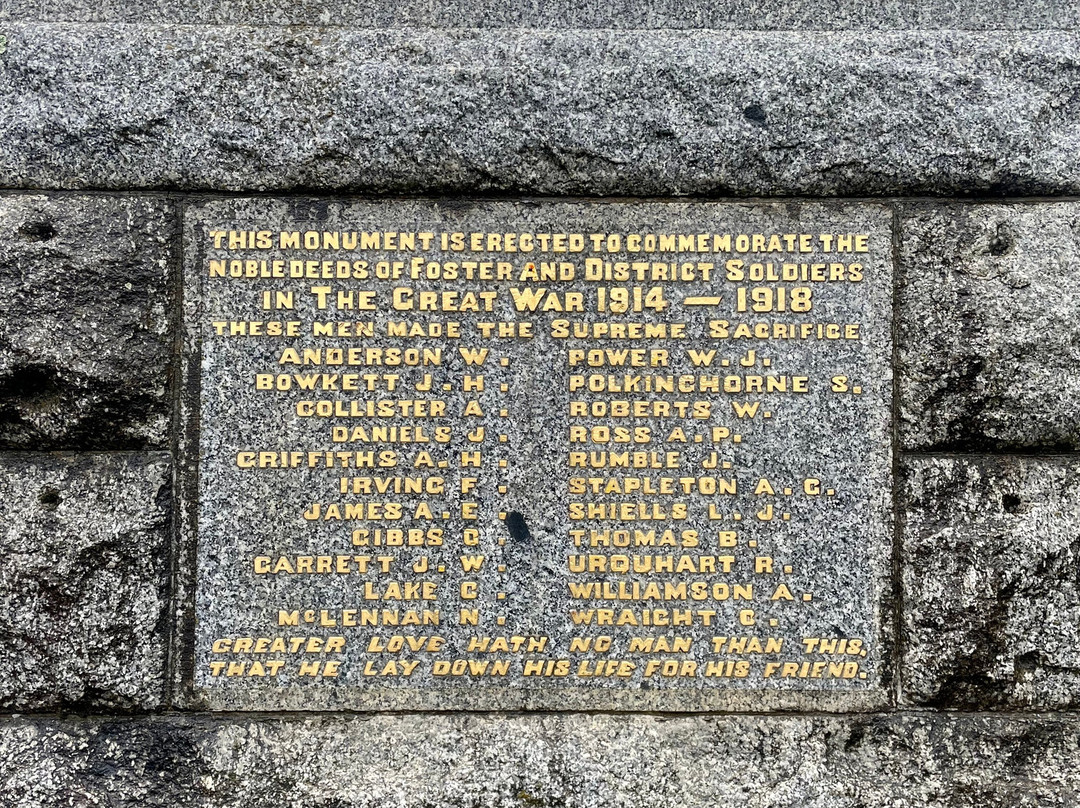 THIS MONUMENT IS ERECTED TO COMMEMORATE THE
NOBLE DEEDS OF FOSTER AND DISTRICT SOLDIERS
IN THE GREAT WAR 1914 — 1918
THESE MEN MADE THE SUPREME SACRIFICE
ANDERSON W.
BOWKETT J.H.
COLLISTER A.
DANIELS J.
GRIFFITHS A.H.
IRVING F.
JAMES A.E.
GIBBS C.
GARRETT J.W.
LAKE C.
McLENNAN N.
POWER W.J.
POLKINGHORNE S.
ROBERTS W.
ROSS A.P.
RUMBLE J.
STAPLETON A.G.
SHIELLS L.J.
THOMAS B.
URQUHART R.
WILLIAMSON A.
WRAIGHT C.
GREATER LOVE HATH NO MAN THAN THIS,
THAT HE LAY DOWN HIS LIFE FOR HIS FRIEND.